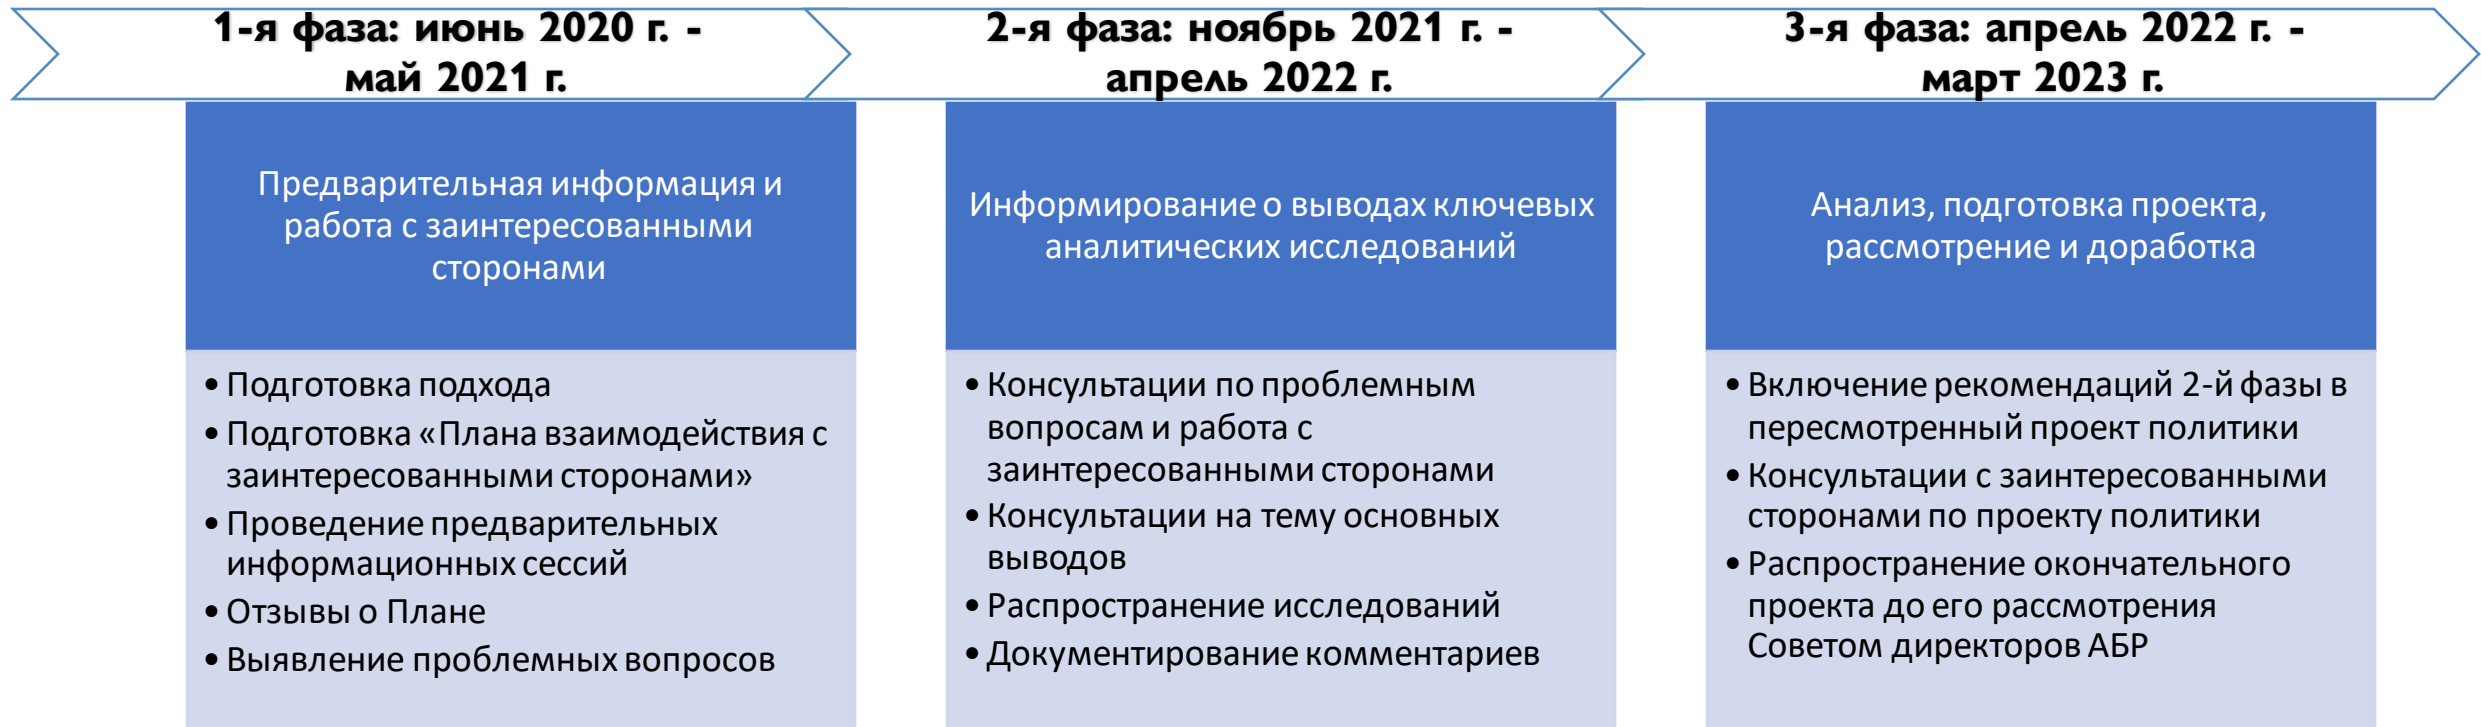 1-я фаза: июнь 2020 г. -
май 2021 г.
2-я фаза: ноябрь 2021 г. -
апрель 2022 г.
3-я фаза: апрель 2022 г. -
март 2023 г.
Предварительная информация и
работа с заинтересованными
сторонами
• Подготовка подхода
• Подготовка «Плана взаимодействия с
заинтересованными сторонами»
• Проведение предварительных
информационных сессий
• Отзывы о Плане
• Выявление проблемных вопросов
Информирование о выводах ключевых
аналитических исследований
• Консультации по проблемным
вопросам и работа с
заинтересованными сторонами
• Консультации на тему основных
выводов
• Распространение исследований
• Документирование комментариев
Анализ, подготовка проекта,
рассмотрение и доработка
• Включение рекомендаций 2-й фазы в
пересмотренный проект политики
• Консультации с заинтересованными
сторонами по проекту политики
• Распространение окончательного
проекта до его рассмотрения
Советом директоров АБР